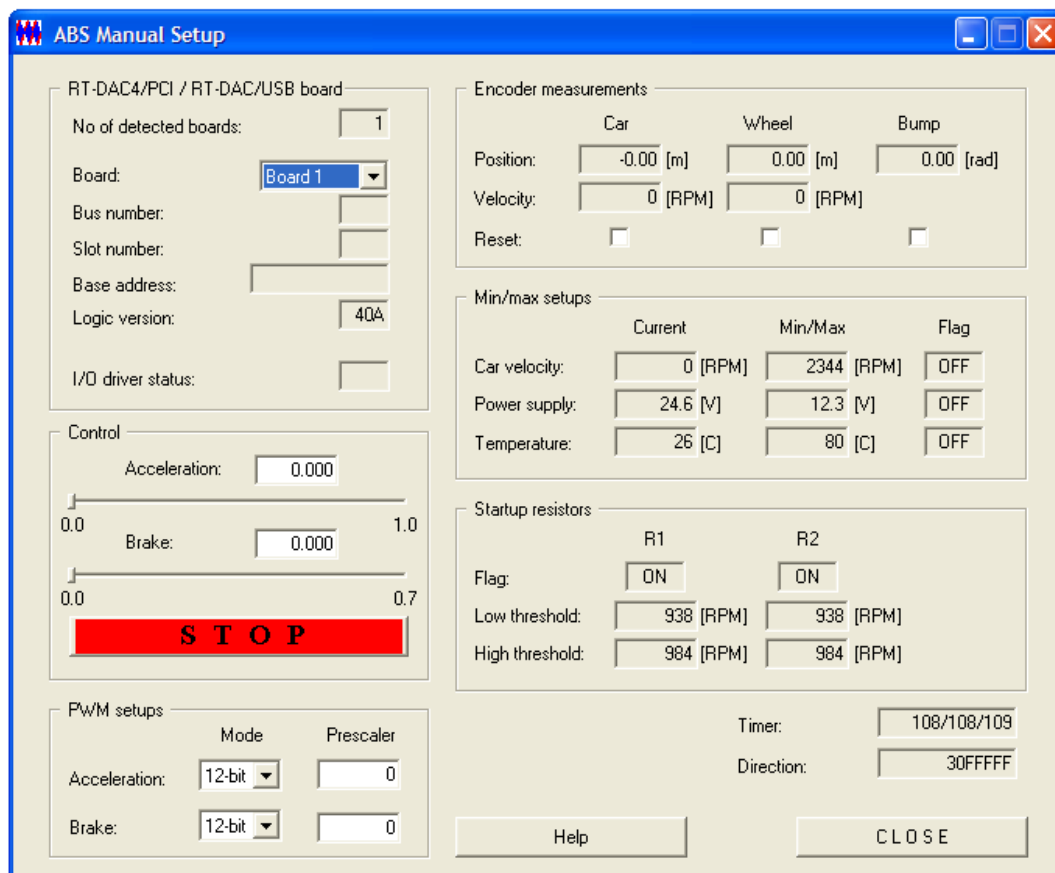 ABS Manual Setup
RT-DAC4/PCI / RT-DAC/USB board
No of detected boards: 1
Board: Board 1
Bus number:
Slot number:
Base address:
Logic version: 40A
I/O driver status:
Control
Acceleration: 0.000
0.0 1.0
Brake: 0.000
0.0 0.7
S T O P
PWM setups
Mode Prescaler
Acceleration: 12-bit 0
Brake: 12-bit 0
Encoder measurements
Car Wheel Bump
Position: -0.00 [m] 0.00 [m] 0.00 [rad]
Velocity: 0 [RPM] 0 [RPM]
Reset:
Min/max setups
Current Min/Max Flag
Car velocity: 0 [RPM] 2344 [RPM] OFF
Power supply: 24.6 [V] 12.3 [V] OFF
Temperature: 26 [C] 80 [C] OFF
Startup resistors
R1 R2
Flag: ON ON
Low threshold: 938 [RPM] 938 [RPM]
High threshold: 984 [RPM] 984 [RPM]
Timer: 108/108/109
Direction: 30FFFFF
Help C L O S E